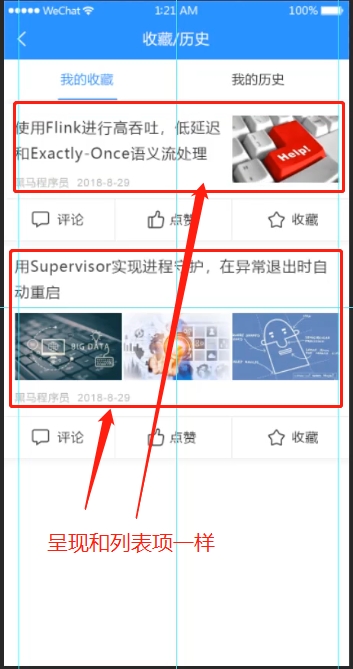 WeChat 1:21 AM 100%
收藏/历史
我的收藏 我的历史
使用Flink进行高吞吐，低延迟
和Exactly-Once语义流处理
Help!
黑马程序员 2018-8-29
评论 点赞 收藏
用Supervisor实现进程守护，在异常退出时自
动重启
BIG DATA
黑马程序员 2018-8-29
评论 点赞 收藏
呈现和列表项一样